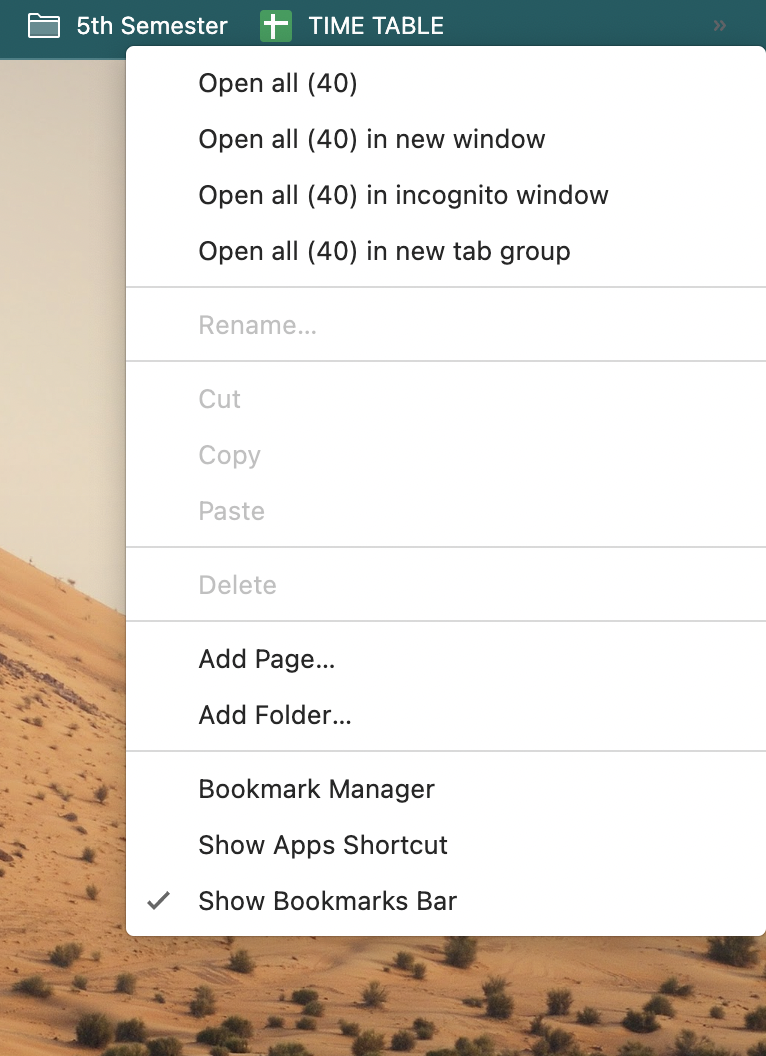 5th Semester TIME TABLE »
Open all (40)
Open all (40) in new window
Open all (40) in incognito window
Open all (40) in new tab group
Rename...
Cut
Copy
Paste
Delete
Add Page...
Add Folder...
Bookmark Manager
Show Apps Shortcut
Show Bookmarks Bar